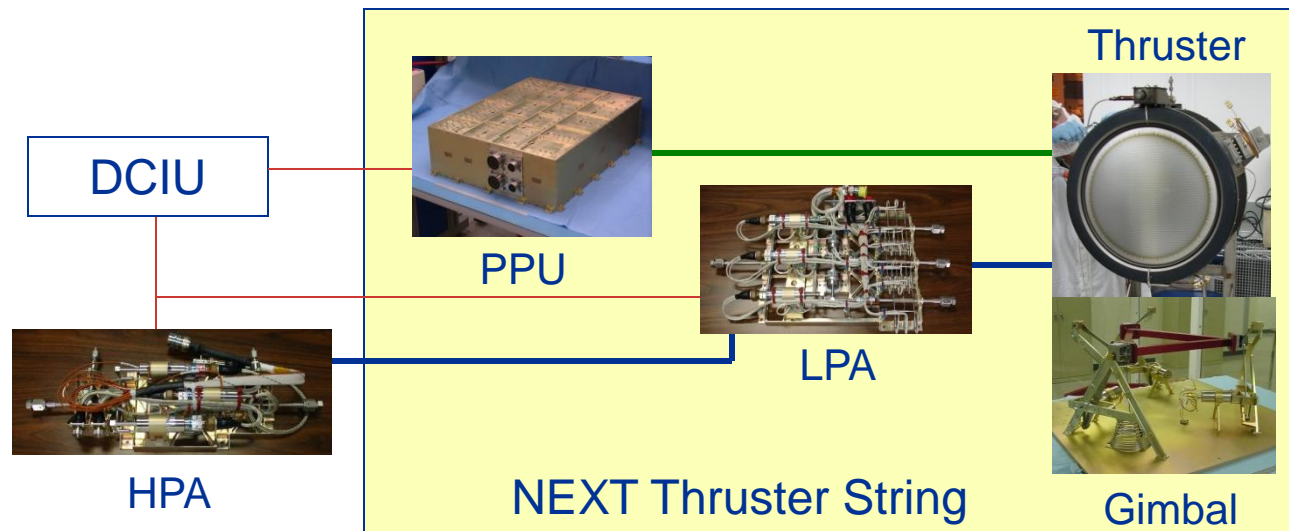 Thruster
DCIU
PPU
LPA
HPA
NEXT Thruster String
Gimbal